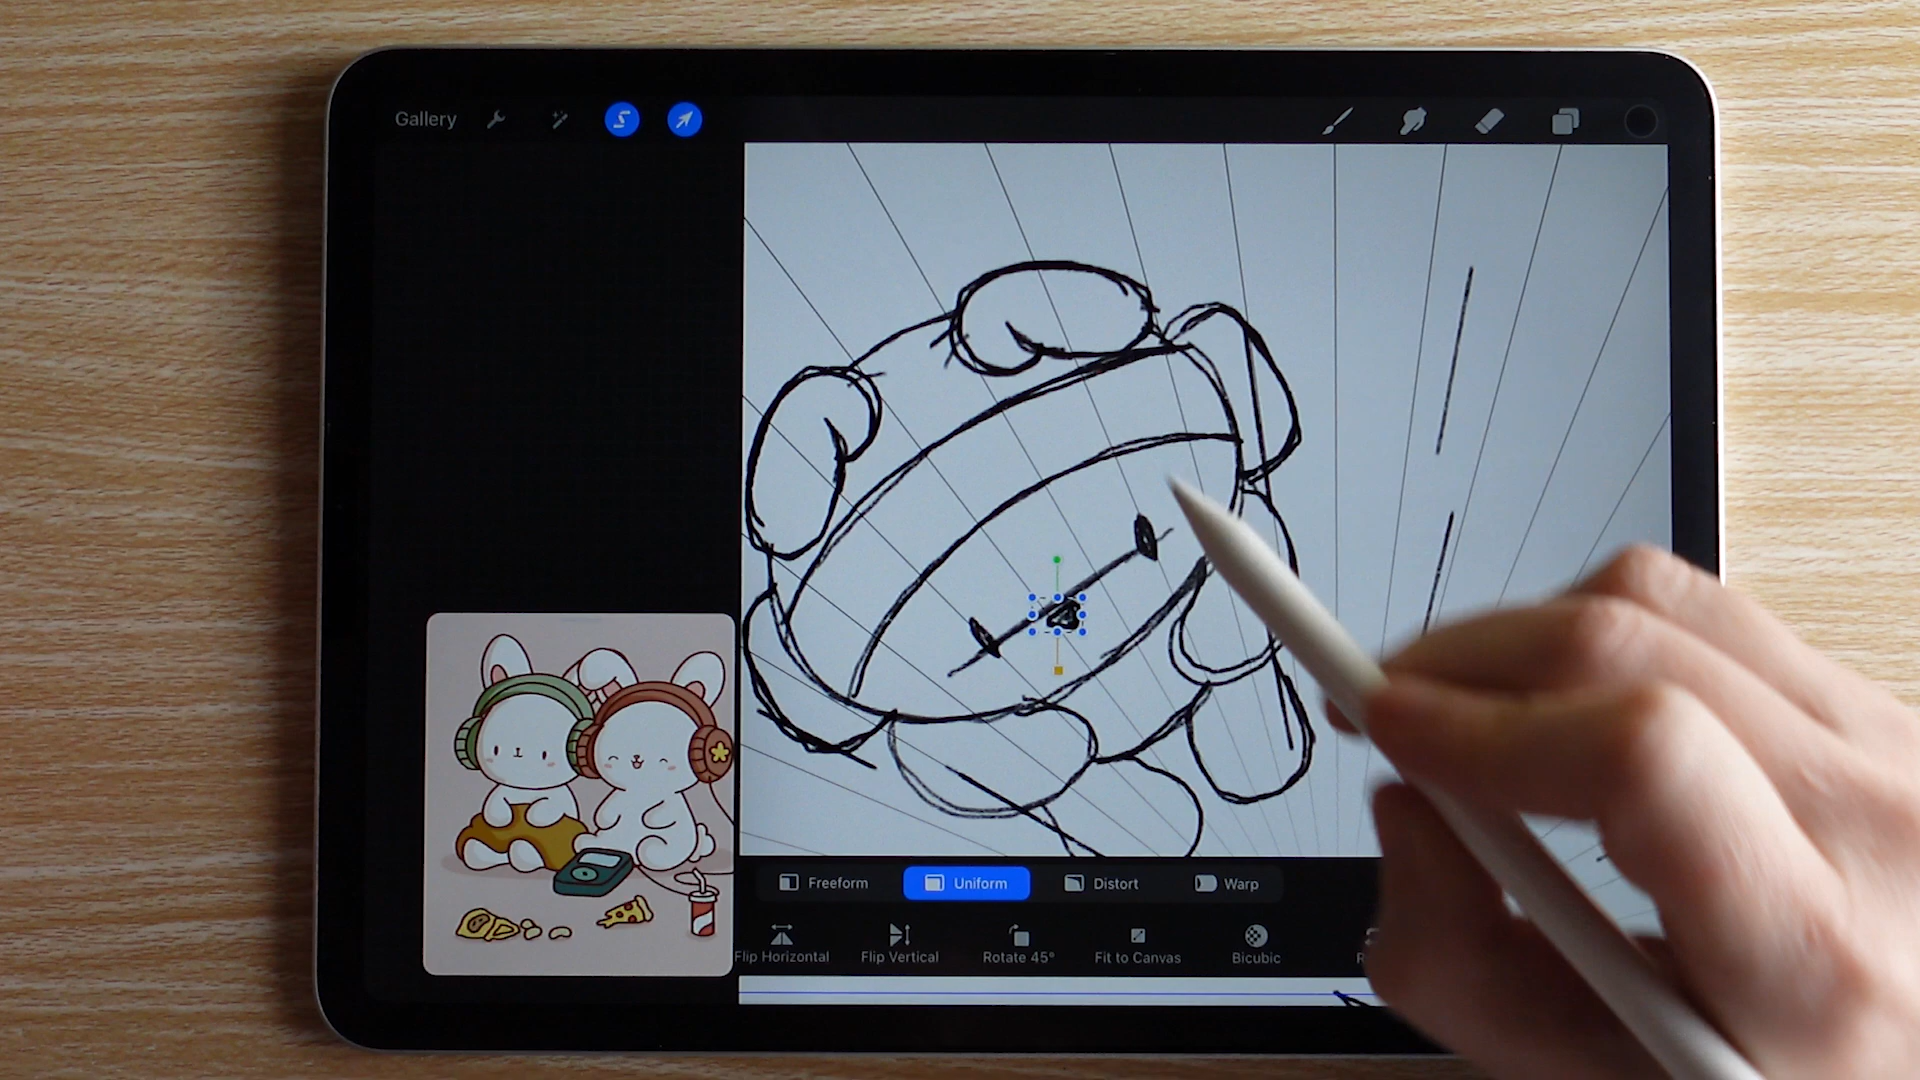 Gallery
Freeform Uniform Distort Warp
Flip Horizontal Flip Vertical Rotate 45° Fit to Canvas Bicubic